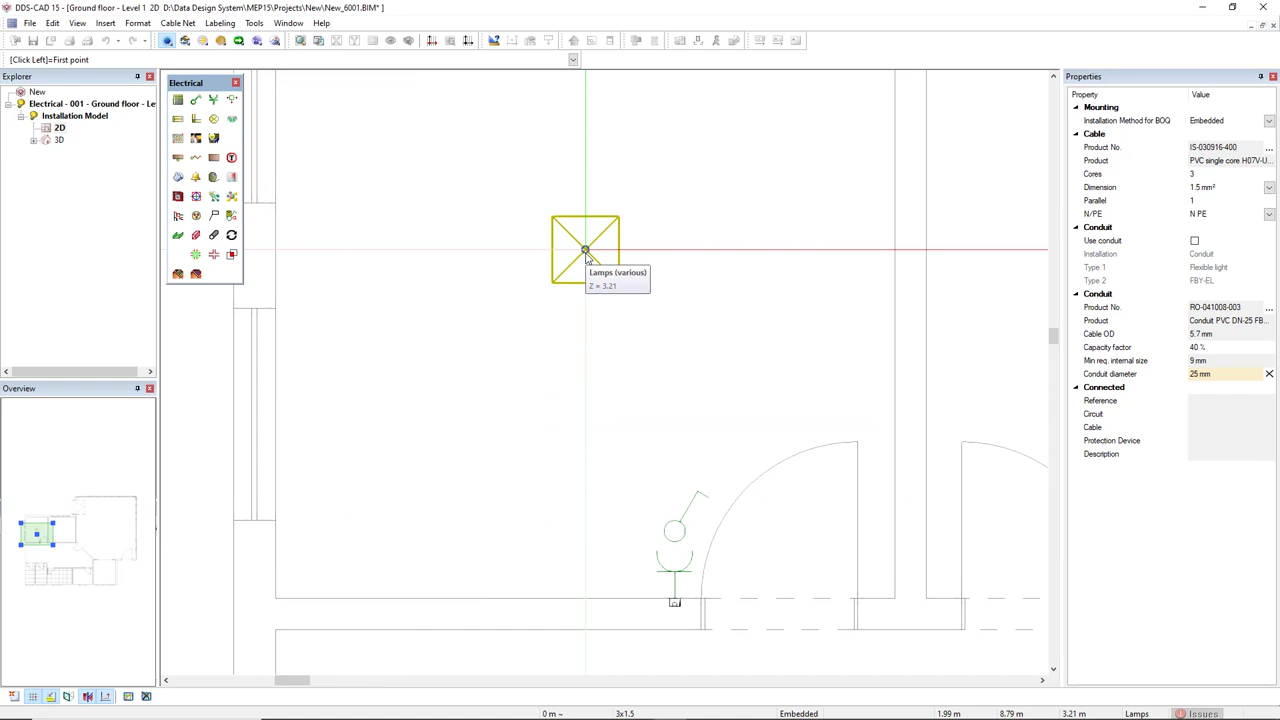 DDS-CAD 15 - [Ground floor - Level 1  2D  D:\Data Design System\MEP15\Projects\New\New_6001.BIM* ]
File Edit View Insert Format Cable Net Labeling Tools Window Help
[Click Left]=First point
Explorer
New
Electrical - 001 - Ground floor - Le
Installation Model
2D
3D
Overview
Electrical
Lamps (various)
Z = 3.21
Properties
Property Value
Mounting
Installation Method for BOQ Embedded
Cable
Product No. IS-030916-400 ...
Product PVC single core H07V-U...
Cores 3
Dimension 1.5 mm²
Parallel 1
N/PE N PE
Conduit
Use conduit
Installation Conduit
Type 1 Flexible light
Type 2 FBY-EL
Conduit
Product No. RO-041008-003 ...
Product Conduit PVC DN-25 FB...
Cable OD 5.7 mm
Capacity factor 40 %
Min req. internal size 9 mm
Conduit diameter 25 mm
Connected
Reference
Circuit
Cable
Protection Device
Description
0 m ~ 3x1.5 Embedded 1.99 m 8.79 m 3.21 m Lamps Issues